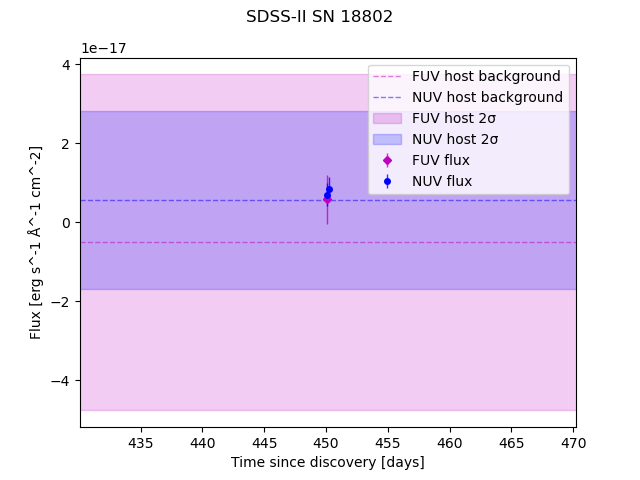 SDSS-II SN 18802
1e−17
4
2
0
−2
−4
Flux [erg s^-1 Å^-1 cm^-2]
FUV host background
NUV host background
FUV host 2σ
NUV host 2σ
FUV flux
NUV flux
435 440 445 450 455 460 465 470
Time since discovery [days]